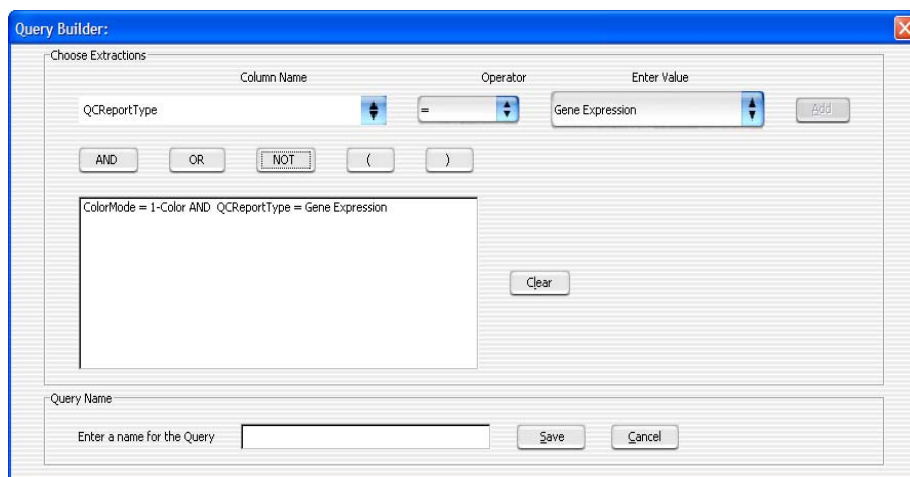 Query Builder:
Choose Extractions
Column Name Operator Enter Value
QCReportType = Gene Expression Add
AND OR NOT ( )
ColorMode = 1-Color AND QCReportType = Gene Expression
Clear
Query Name
Enter a name for the Query Save Cancel